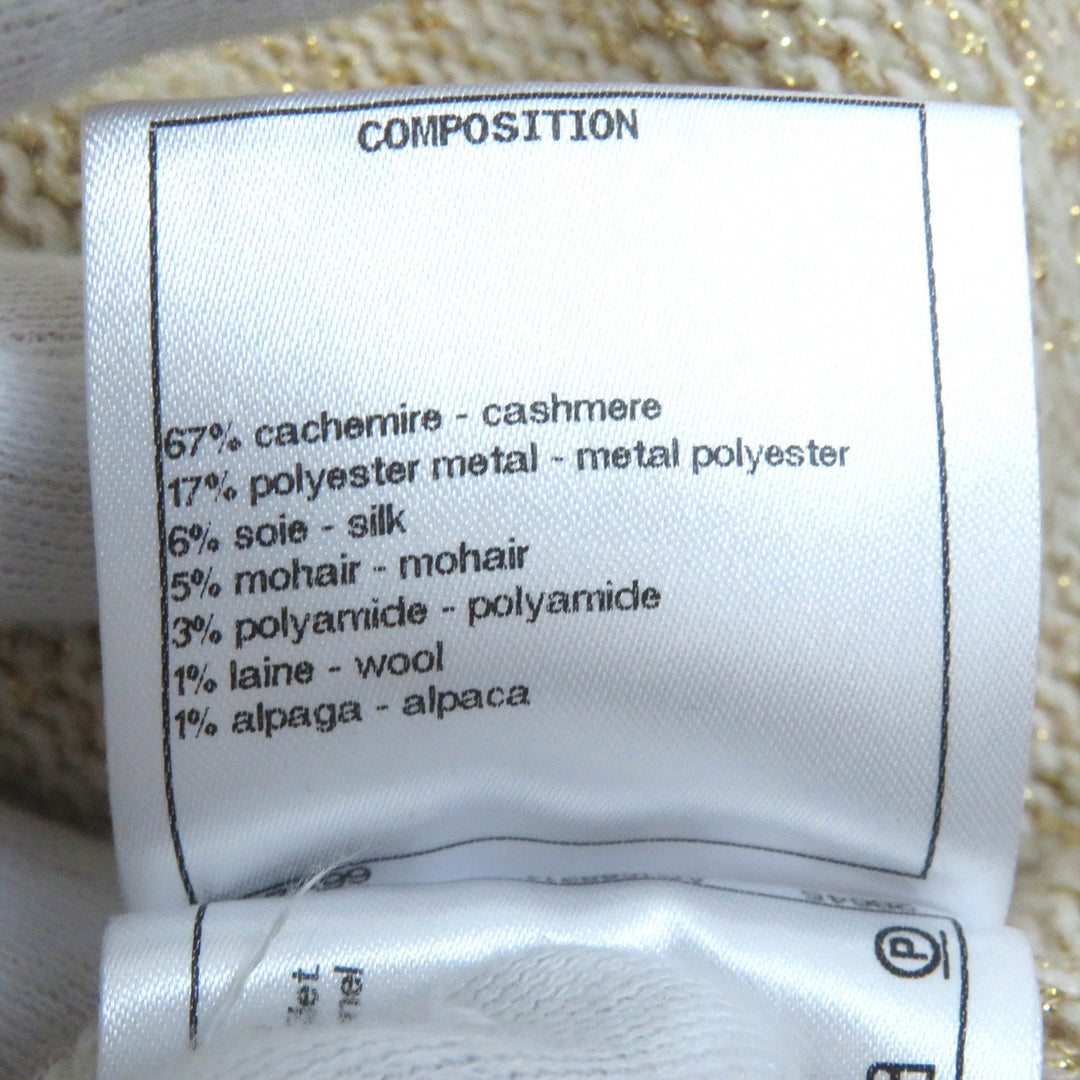 COMPOSITION
67% cachemire - cashmere
17% polyester metal - metal polyester
6% soie - silk
5% mohair - mohair
3% polyamide - polyamide
1% laine - wool
1% alpaga - alpaca
P